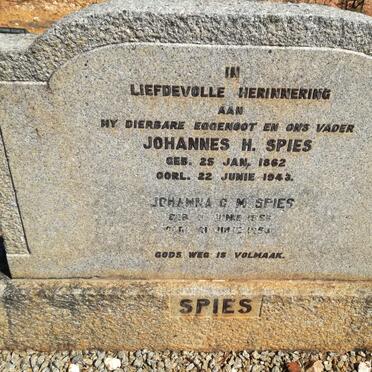 IN
LIEFDEVOLLE HERINNERING
AAN
MY DIERBARE EGGENOOT EN ONS VADER
JOHANNES H. SPIES
GEB. 25 JAN. 1862
OORL. 22 JUNIE 1943.
JOHANNA C. M. SPIES
GEB.
GODS WEG IS VOLMAAK.
SPIES